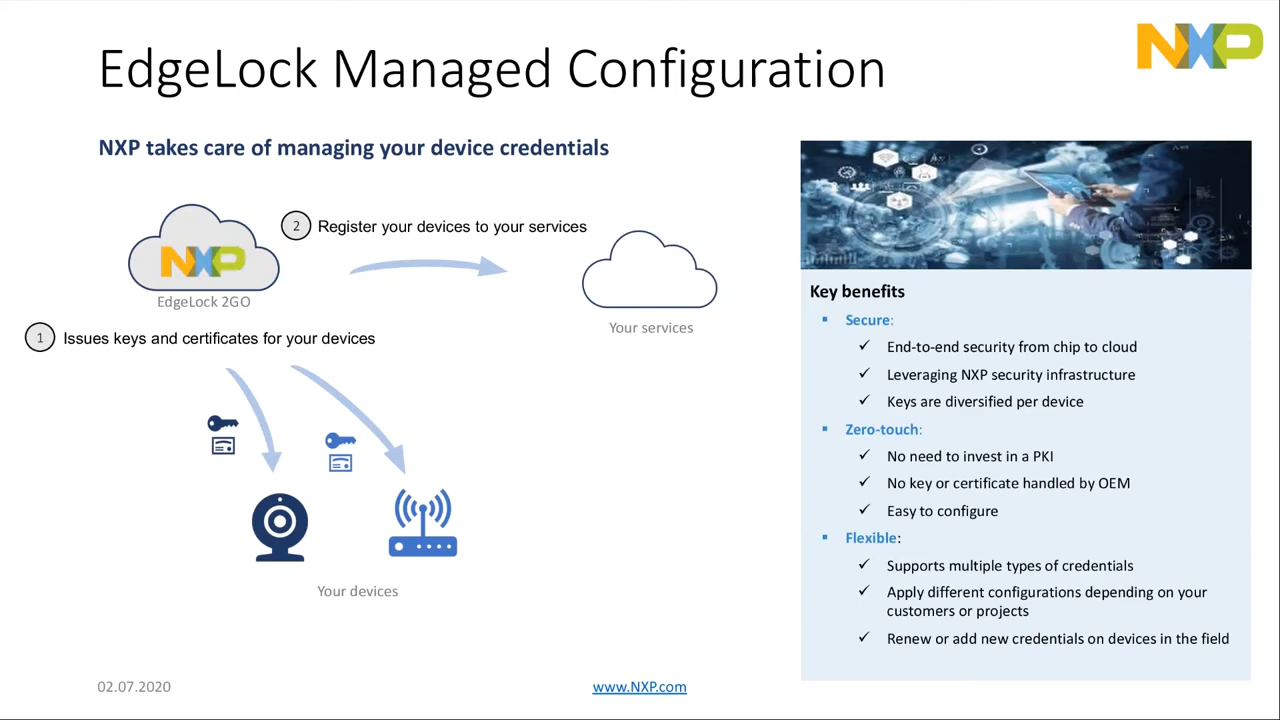 EdgeLock Managed Configuration
NXP
NXP takes care of managing your device credentials
NXP
EdgeLock 2GO
2 Register your devices to your services
Your services
1 Issues keys and certificates for your devices
Your devices
Key benefits
Secure:
End-to-end security from chip to cloud
Leveraging NXP security infrastructure
Keys are diversified per device
Zero-touch:
No need to invest in a PKI
No key or certificate handled by OEM
Easy to configure
Flexible:
Supports multiple types of credentials
Apply different configurations depending on your
customers or projects
Renew or add new credentials on devices in the field
02.07.2020
www.NXP.com